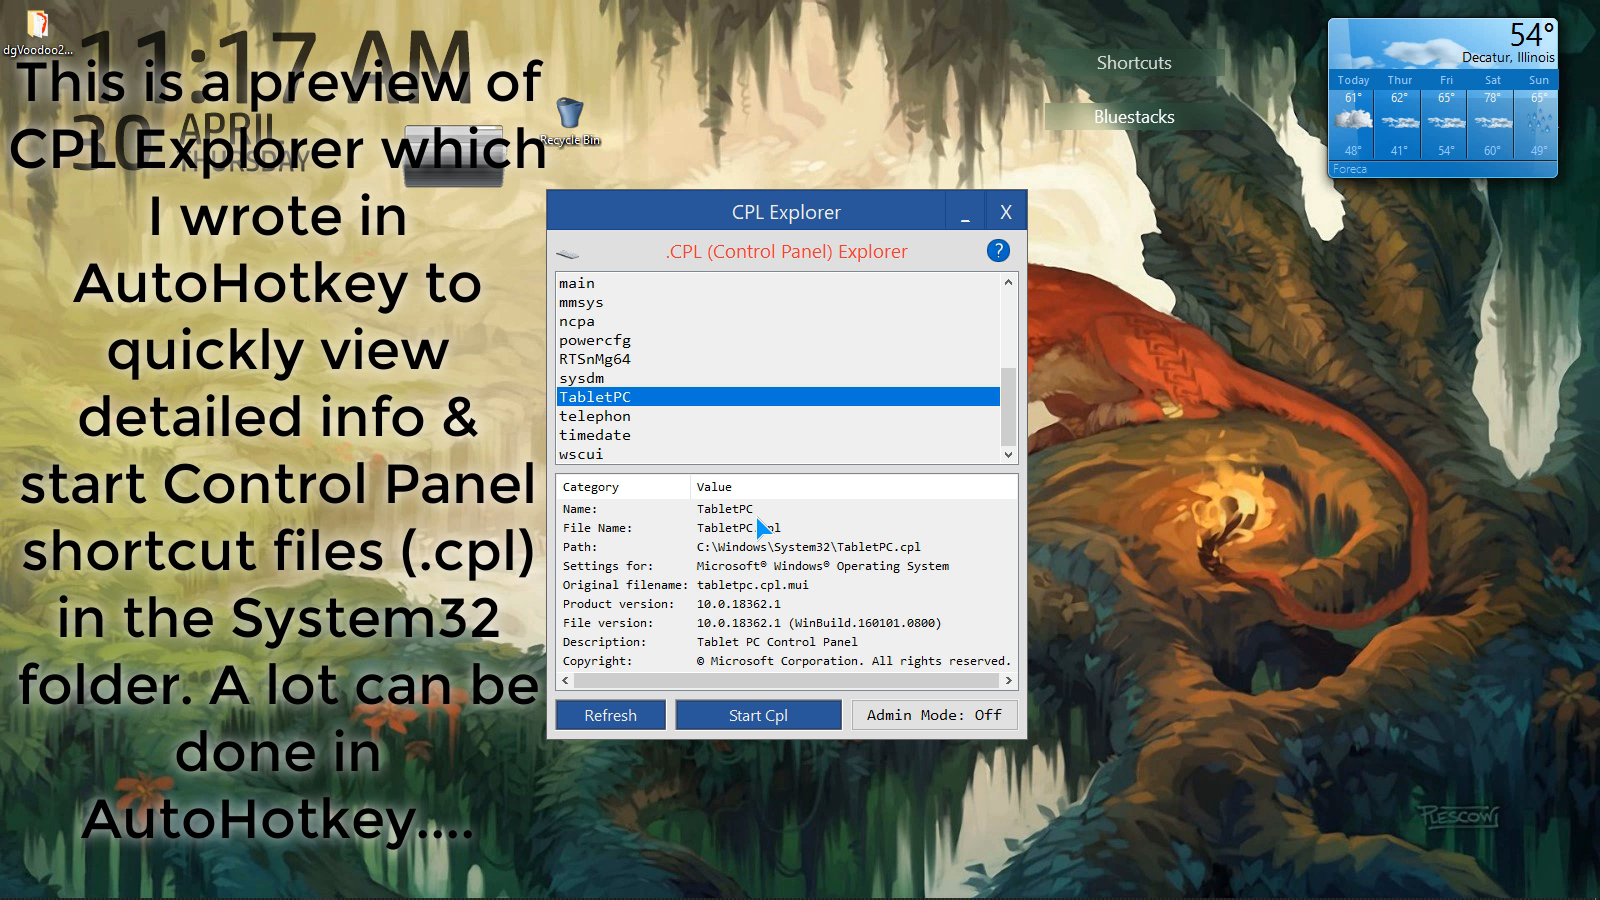 dgVoodoo2...
11:17 AM
30
APRIL
THURSDAY
This is a preview of
CPL Explorer which
I wrote in
AutoHotkey to
quickly view
detailed info &
start Control Panel
shortcut files (.cpl)
in the System32
folder. A lot can be
done in
AutoHotkey....
Recycle Bin
Shortcuts
Bluestacks
54°
Decatur, Illinois
Today Thur Fri Sat Sun
61° 62° 65° 78° 65°
48° 41° 54° 60° 49°
Foreca
CPL Explorer _ X
.CPL (Control Panel) Explorer ?
main
mmsys
ncpa
powercfg
RTSnMg64
sysdm
TabletPC
telephon
timedate
wscui
Category Value
Name: TabletPC
File Name: TabletPC.cpl
Path: C:\Windows\System32\TabletPC.cpl
Settings for: Microsoft® Windows® Operating System
Original filename: tabletpc.cpl.mui
Product version: 10.0.18362.1
File version: 10.0.18362.1 (WinBuild.160101.0800)
Description: Tablet PC Control Panel
Copyright: © Microsoft Corporation. All rights reserved.
Refresh Start Cpl Admin Mode: Off
PLESCOW